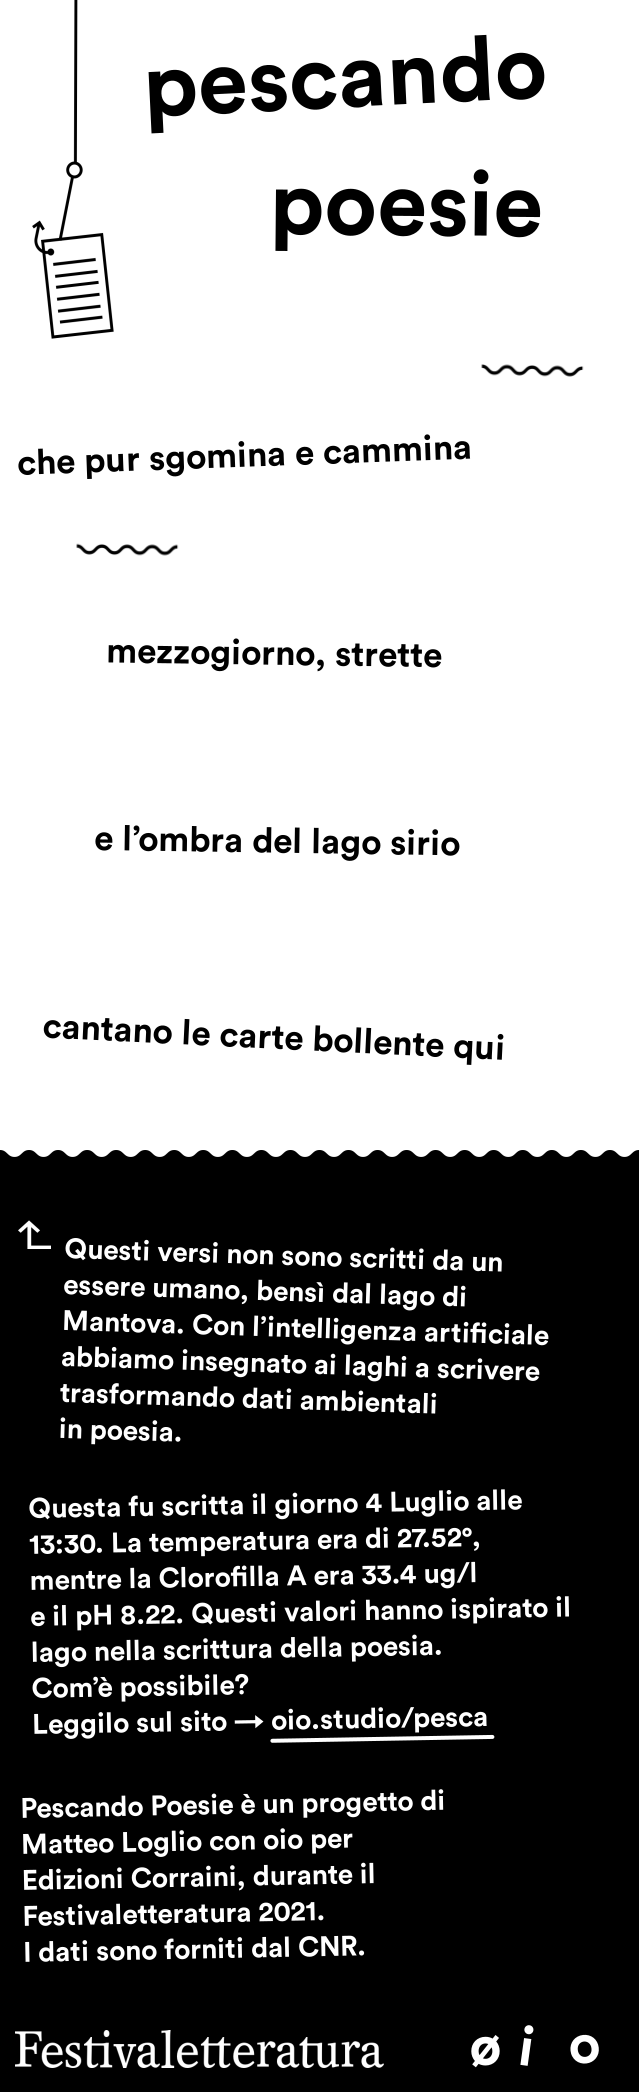 pescando
poesie
che pur sgomina e cammina
mezzogiorno, strette
e l'ombra del lago sirio
cantano le carte bollente qui
Questi versi non sono scritti da un
essere umano, bensì dal lago di
Mantova. Con l'intelligenza artificiale
abbiamo insegnato ai laghi a scrivere
trasformando dati ambientali
in poesia.
Questa fu scritta il giorno 4 Luglio alle
13:30. La temperatura era di 27.52°,
mentre la Clorofilla A era 33.4 ug/l
e il pH 8.22. Questi valori hanno ispirato il
lago nella scrittura della poesia.
Com'è possibile?
Leggilo sul sito → oio.studio/pesca
Pescando Poesie è un progetto di
Matteo Loglio con oio per
Edizioni Corraini, durante il
Festivaletteratura 2021.
I dati sono forniti dal CNR.
Festivaletteratura øio